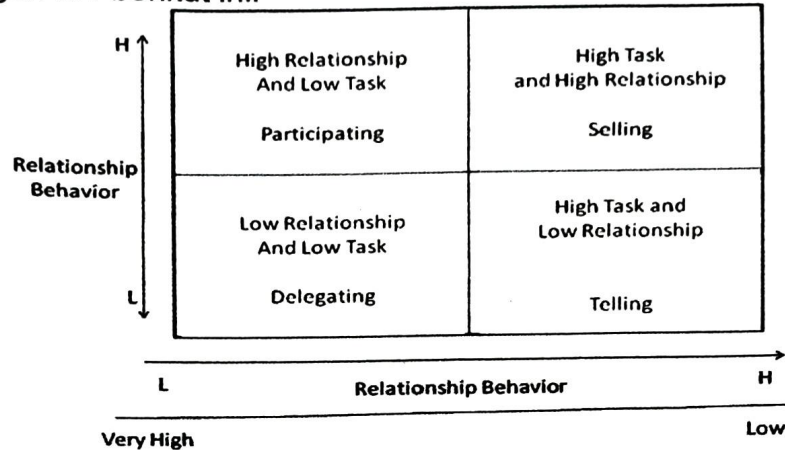 H
High Relationship
And Low Task
Participating
High Task
and High Relationship
Selling
Relationship
Behavior
Low Relationship
And Low Task
Delegating
High Task and
Low Relationship
Telling
L
L
Relationship Behavior
H
Very High
Low